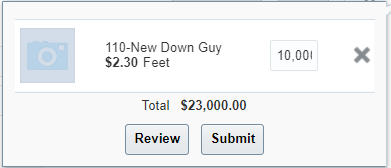 110-New Down Guy
$2.30 Feet
10,00
Total $23,000.00
Review
Submit